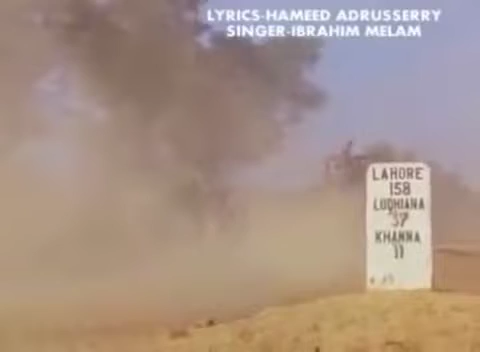 LYRICS-HAMEED ADRUSSERRY
SINGER-IBRAHIM MELAM
LAHORE
158
LUDHIANA
37
KHANNA
11